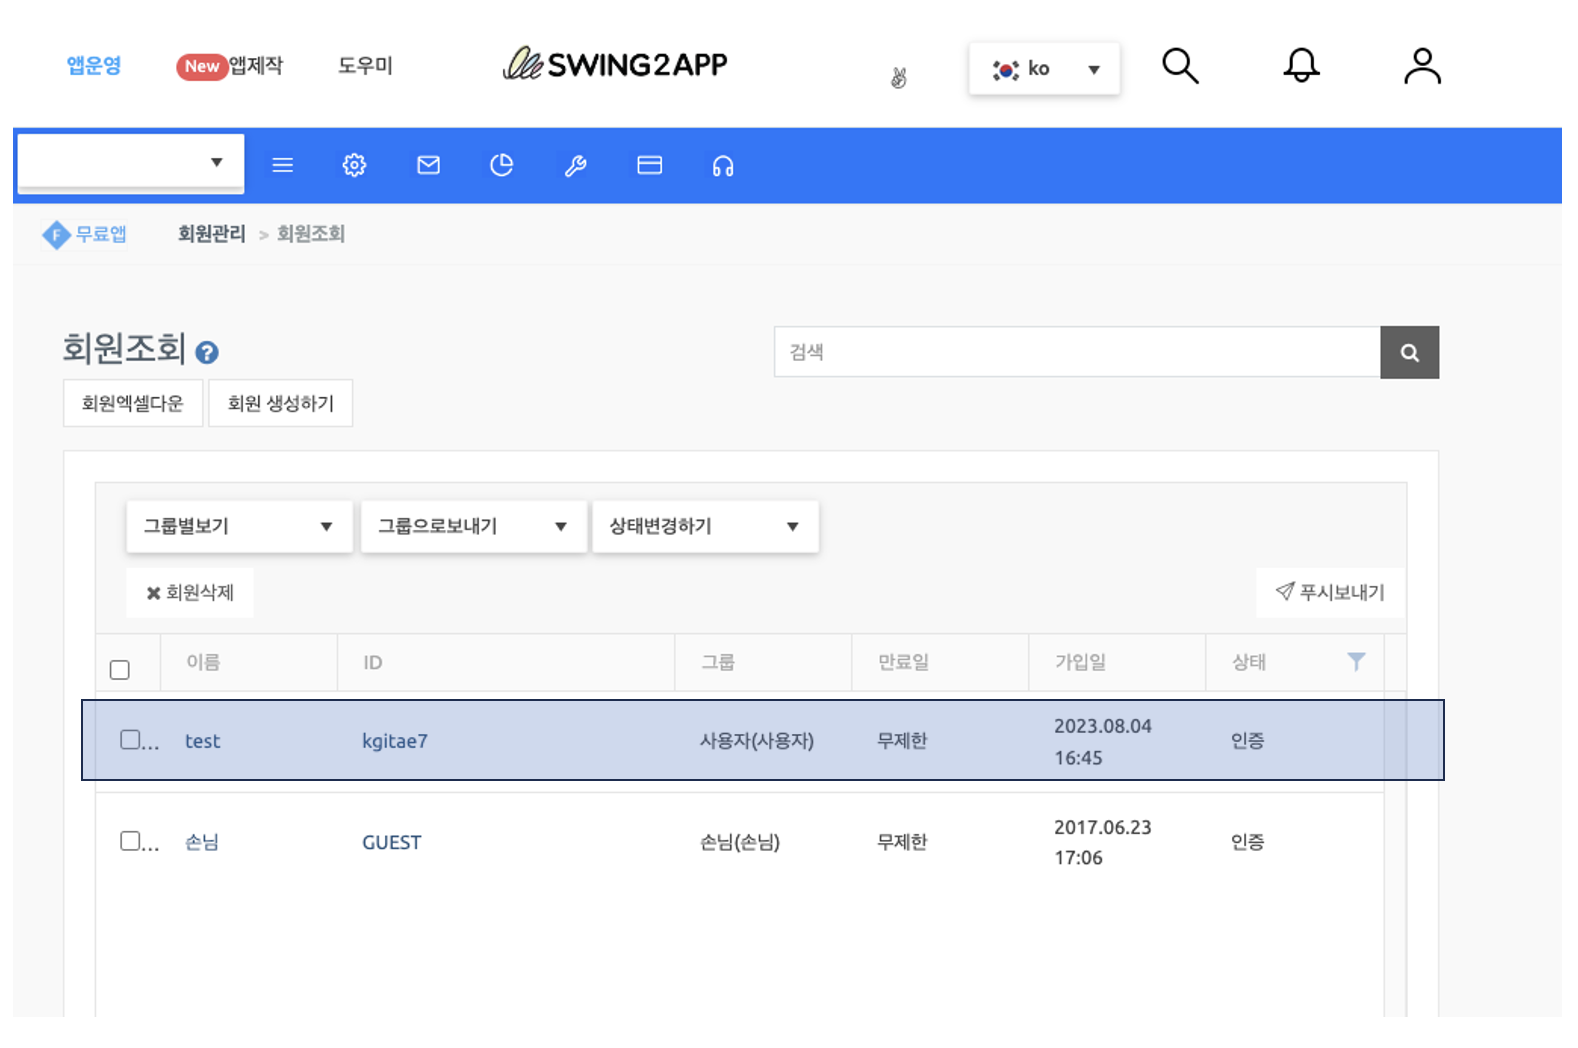 앱운영
New 앱제작
도우미
SWING2APP
ko
F 무료앱
회원관리 > 회원조회
회원조회 ?
검색
회원엑셀다운
회원 생성하기
그룹별보기
그룹으로보내기
상태변경하기
회원삭제
푸시보내기
이름 ID 그룹 만료일 가입일 상태
... test kgitae7 사용자(사용자) 무제한 2023.08.04 인증
16:45
... 손님 GUEST 손님(손님) 무제한 2017.06.23 인증
17:06